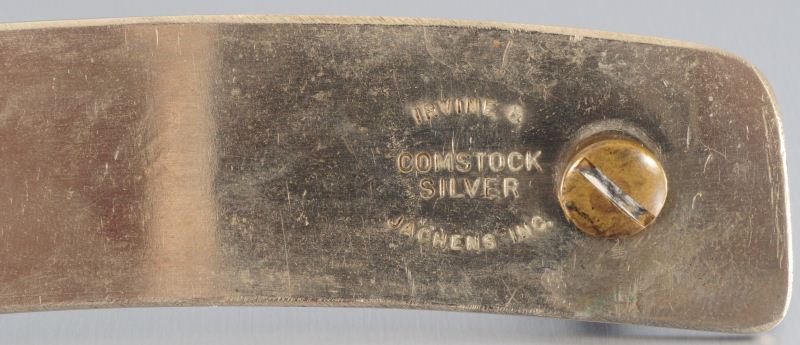 IRVINE &
COMSTOCK
SILVER
JACHENS INC.